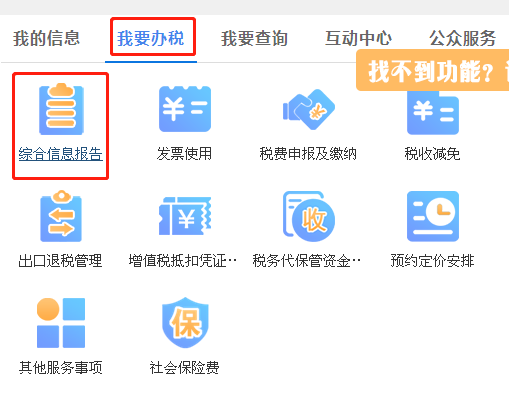 我的信息 我要办税 我要查询 互动中心 公众服务
找不到功能？
综合信息报告 发票使用 税费申报及缴纳 税收减免
收
出口退税管理 增值税抵扣凭证·· 税务代保管资金·· 预约定价安排
保
其他服务事项 社会保险费